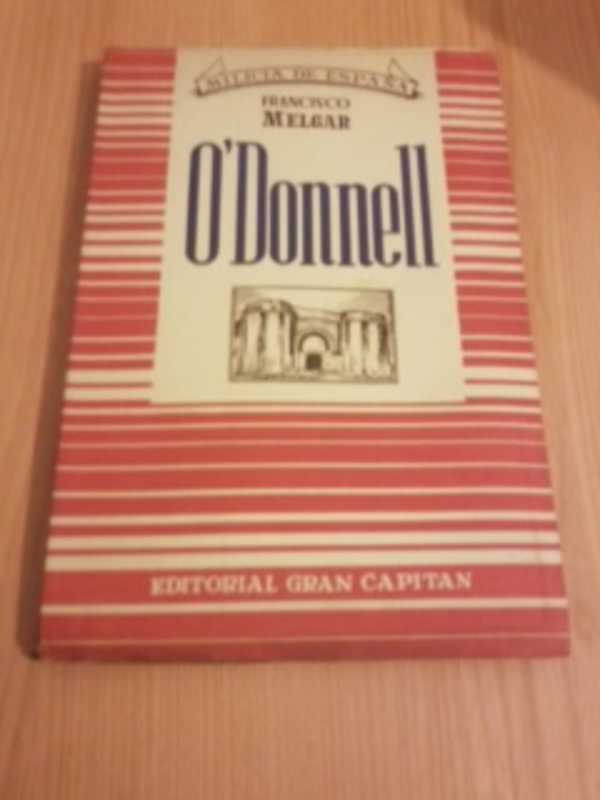 MILICIA DE ESPAÑA
FRANCISCO
MELGAR
O'Donnell
EDITORIAL GRAN CAPITAN